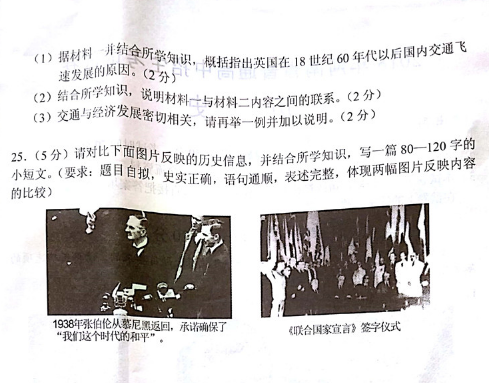 （1）据材料一并结合所学知识，概括指出英国在 18 世纪 60 年代以后国内交通飞
速发展的原因。（2 分）
（2）结合所学知识，说明材料一与材料二内容之间的联系。（2 分）
（3）交通与经济发展密切相关，请再举一例并加以说明。（2 分）
25.（5 分）请对比下面图片反映的历史信息，并结合所学知识，写一篇 80—120 字的
小短文。（要求：题目自拟，史实正确，语句通顺，表述完整，体现两幅图片反映内容
的比较）
1938年张伯伦从慕尼黑返回，承诺确保了
“我们这个时代的和平”。
《联合国家宣言》签字仪式